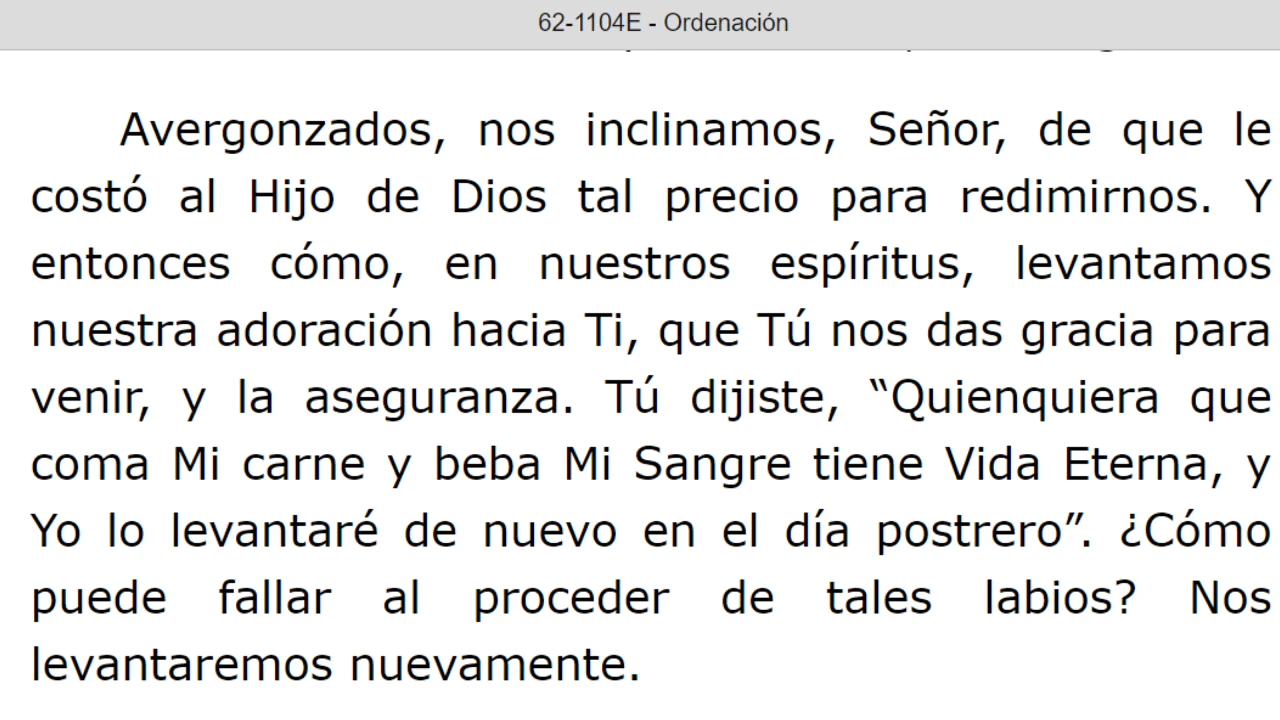 62-1104E - Ordenación
Avergonzados, nos inclinamos, Señor, de que le
costó al Hijo de Dios tal precio para redimirnos. Y
entonces cómo, en nuestros espíritus, levantamos
nuestra adoración hacia Ti, que Tú nos das gracia para
venir, y la aseguranza. Tú dijiste, “Quienquiera que
coma Mi carne y beba Mi Sangre tiene Vida Eterna, y
Yo lo levantaré de nuevo en el día postrero”. ¿Cómo
puede fallar al proceder de tales labios? Nos
levantaremos nuevamente.